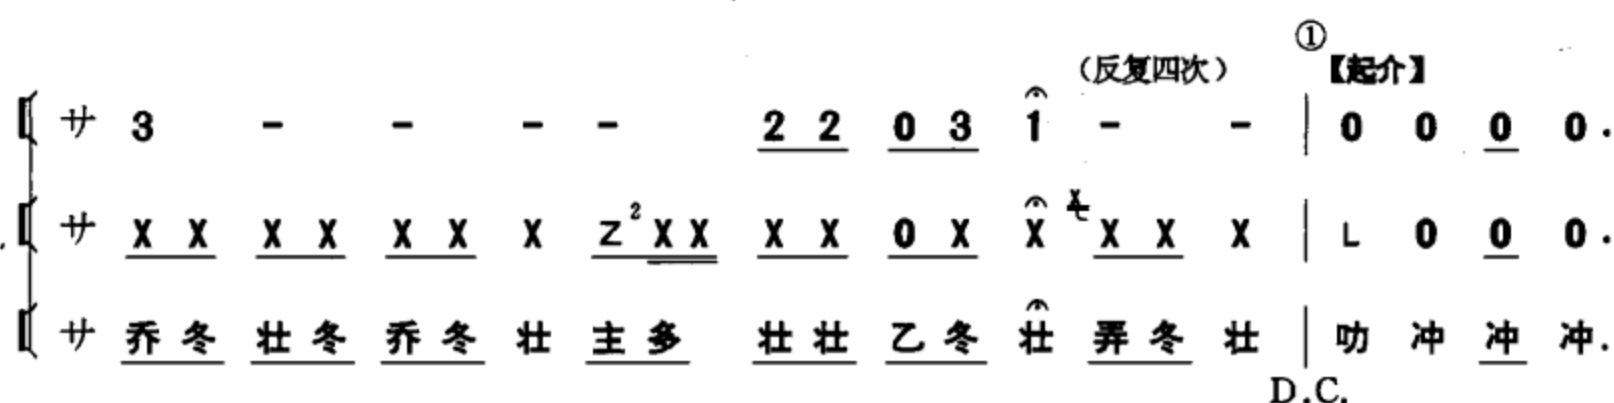 ①
（反复四次） 【起介】
サ 3 - - - - 2 2 0 3 1 - - | 0 0 0 0.
サ X X X X X X X Z 2 X X X X 0 X X X X X X | L 0 0 0.
サ 乔 冬 壮 冬 乔 冬 壮 主 多 壮 壮 乙 冬 壮 弄 冬 壮 | 叻 冲 冲 冲.
D.C.